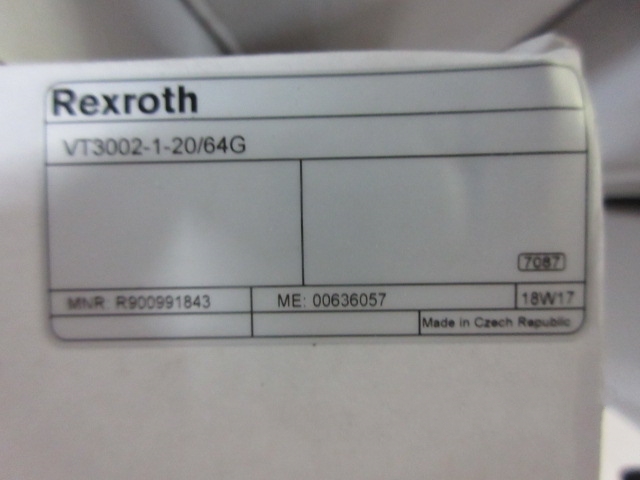 Rexroth
VT3002-1-20/64G
7087
MNR: R900991843 ME: 00636057 18W17
Made in Czech Republic